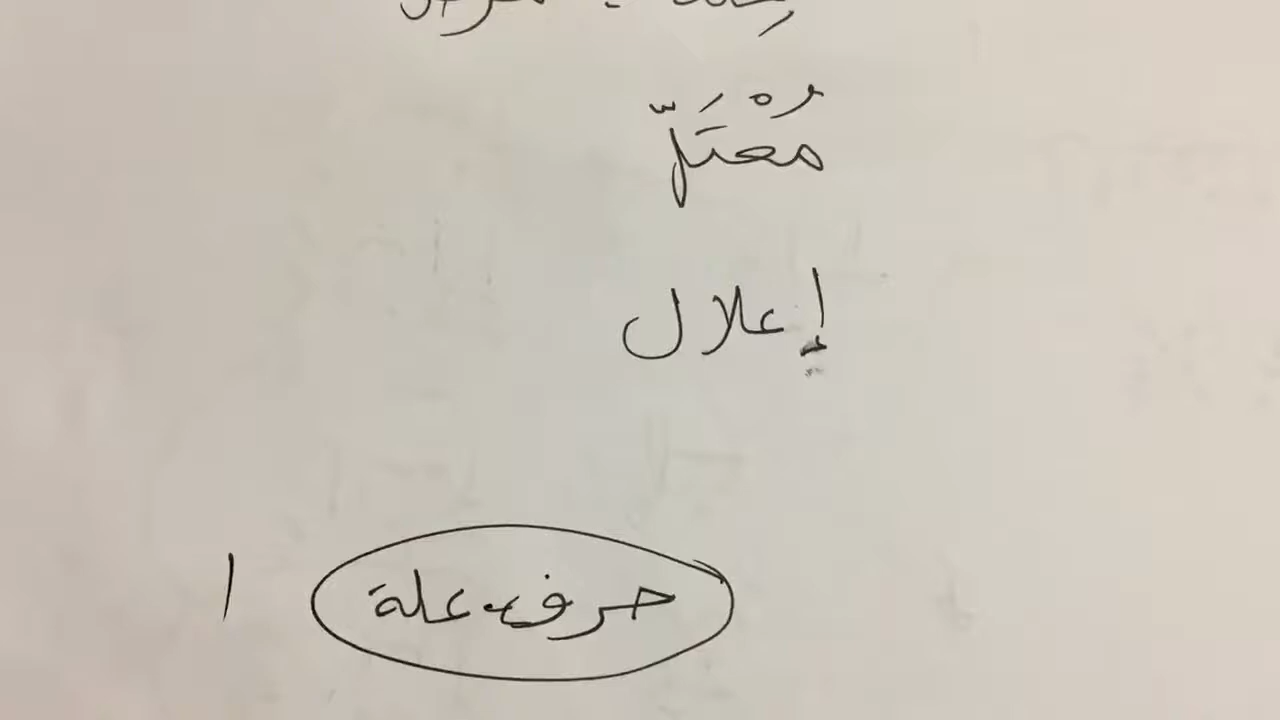 مُعْتَلّ
إعلال
حرف علة ا